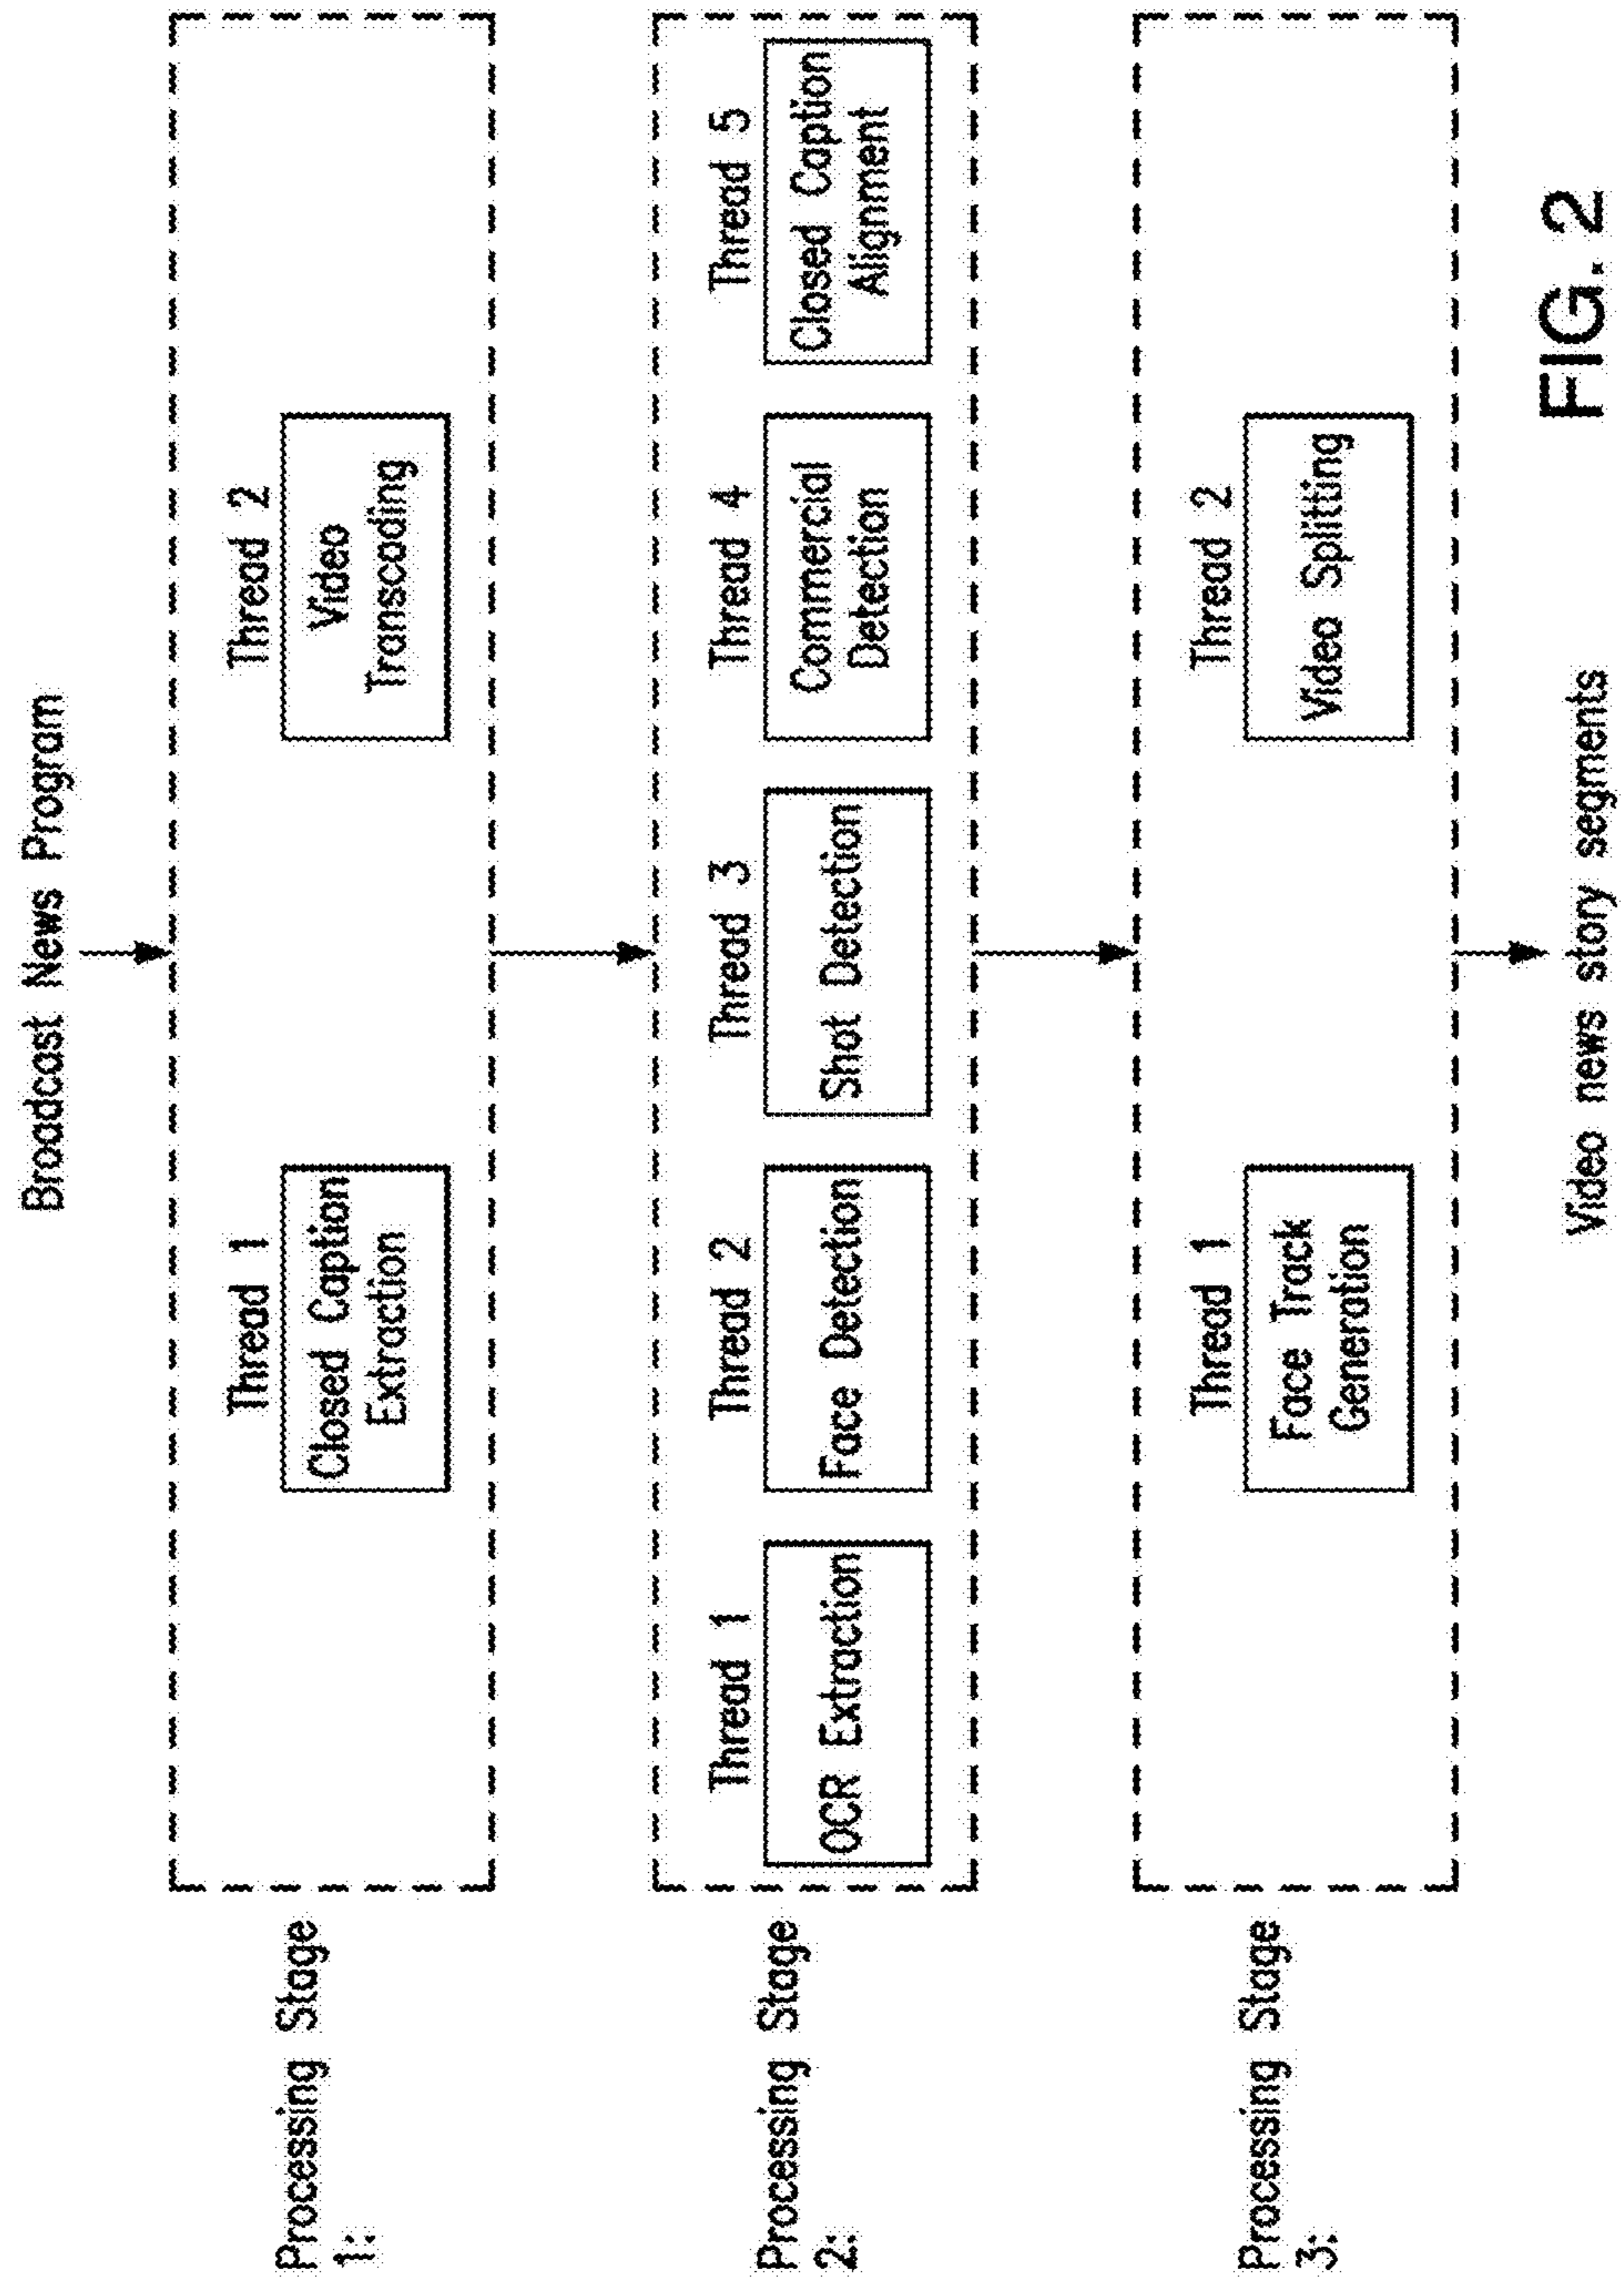 Broadcast News Program
Processing Stage
1:
Thread 1
Closed Caption
Extraction
Thread 2
Video
Transcoding
Processing Stage
2:
Thread 1
OCR Extraction
Thread 2
Face Detection
Thread 3
Shot Detection
Thread 4
Commercial
Detection
Thread 5
Closed Caption
Alignment
Processing Stage
3:
Thread 1
Face Track
Generation
Thread 2
Video Splitting
Video news story segments
FIG. 2